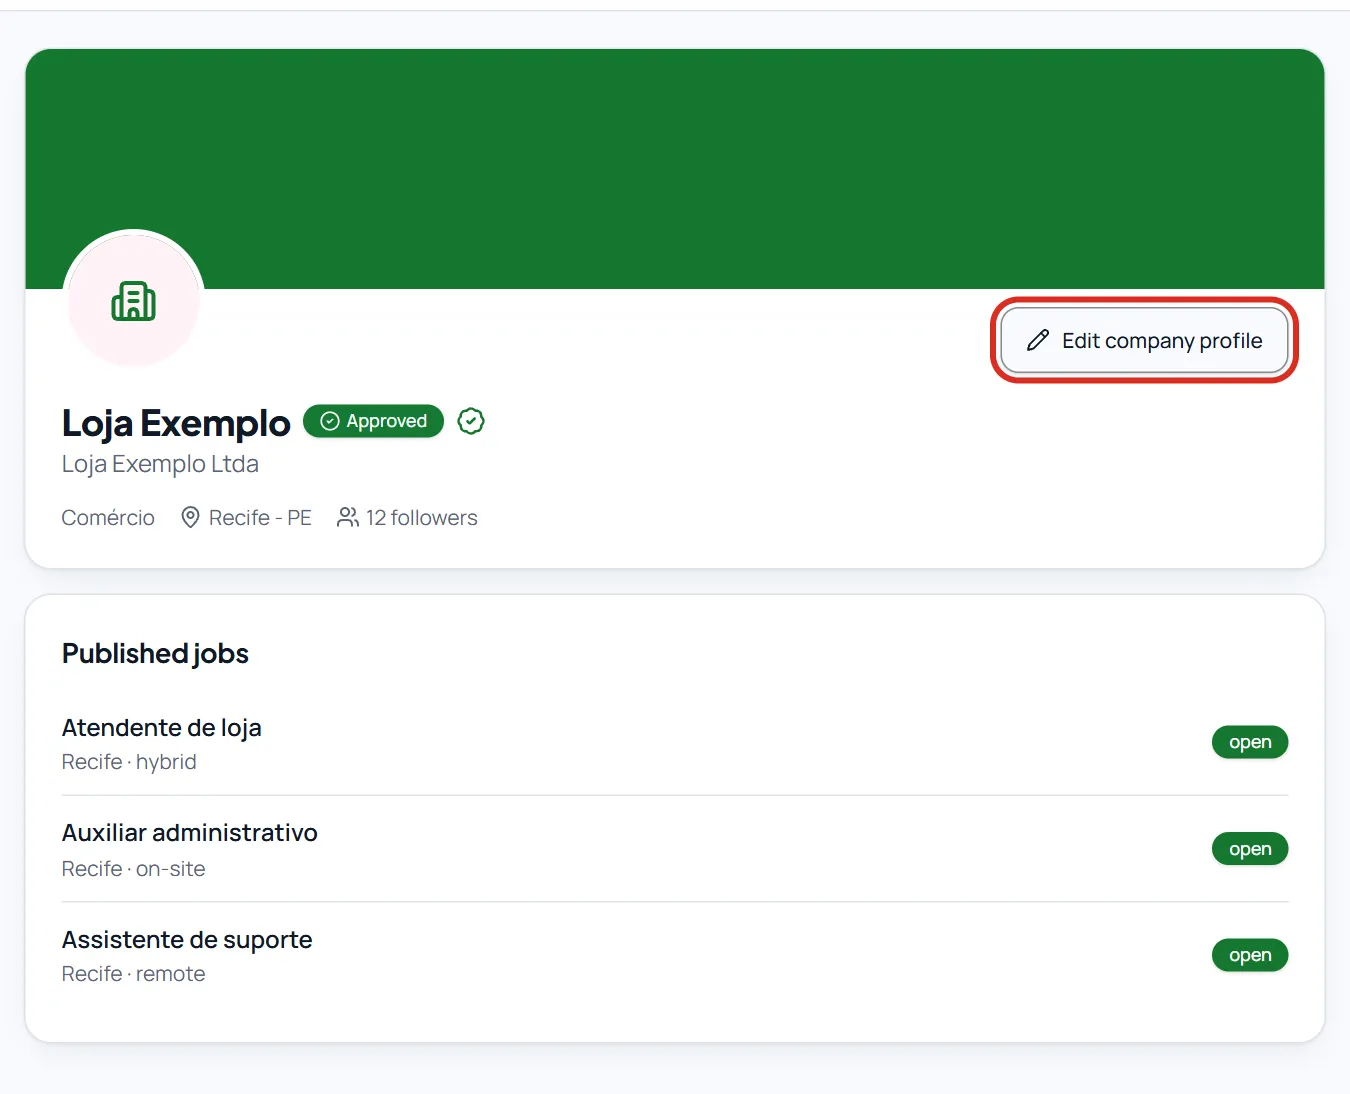 Edit company profile
Loja Exemplo Approved
Loja Exemplo Ltda
Comércio Recife - PE 12 followers
Published jobs
Atendente de loja
Recife · hybrid
open
Auxiliar administrativo
Recife · on-site
open
Assistente de suporte
Recife · remote
open